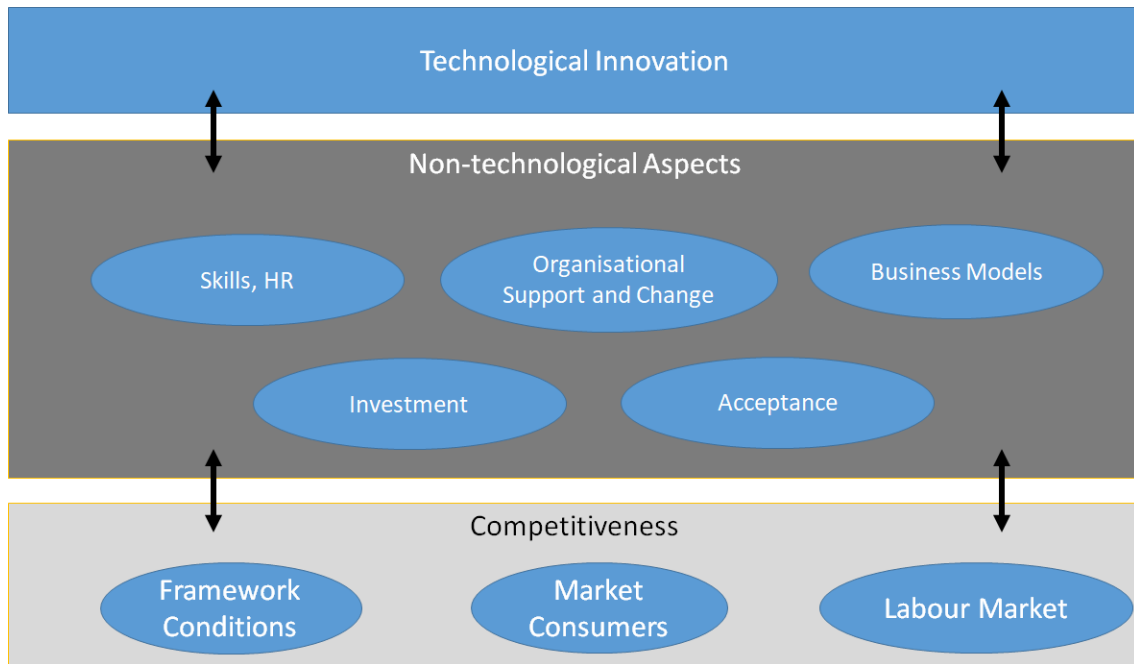 Technological Innovation
Non-technological Aspects
Skills, HR
Organisational
Support and Change
Business Models
Investment
Acceptance
Competitiveness
Framework
Conditions
Market
Consumers
Labour Market